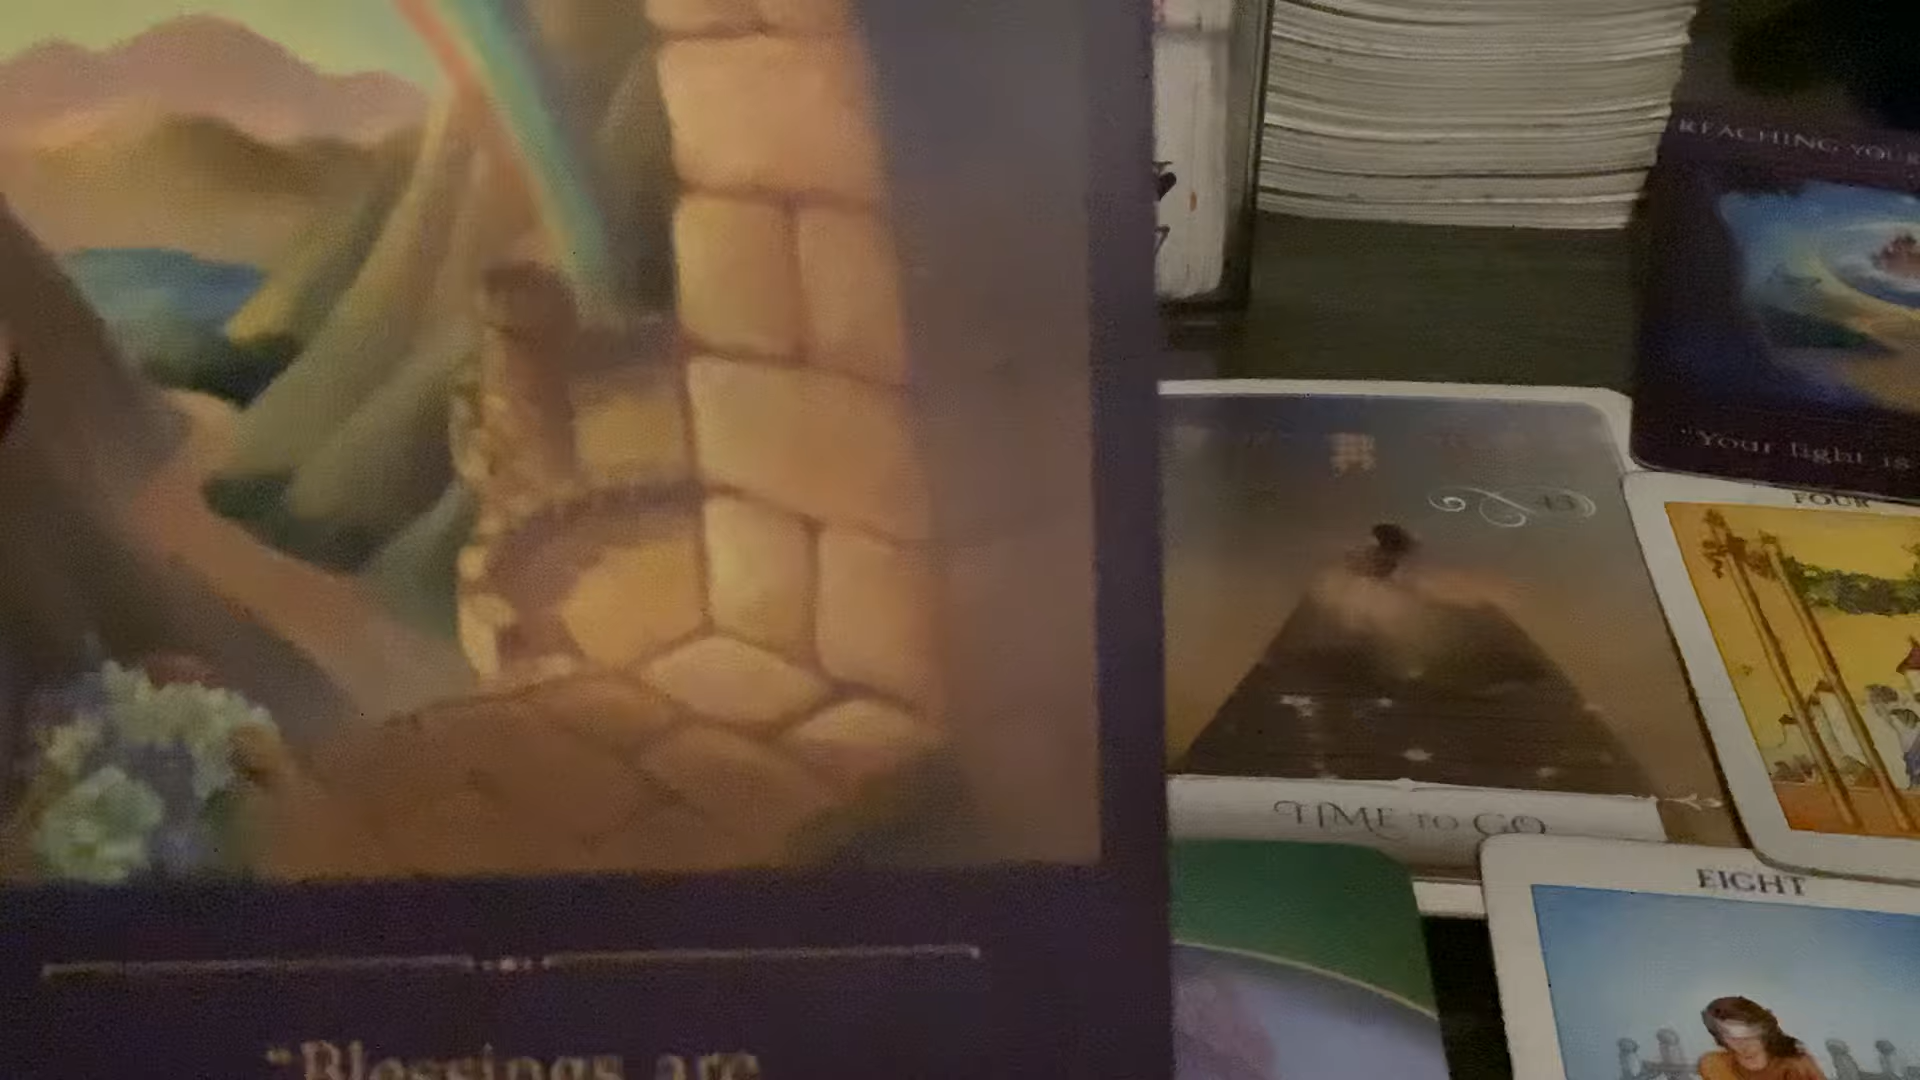 REACHING YOUR
"Your light is
FOUR
TIME TO GO
EIGHT
"Blessings are